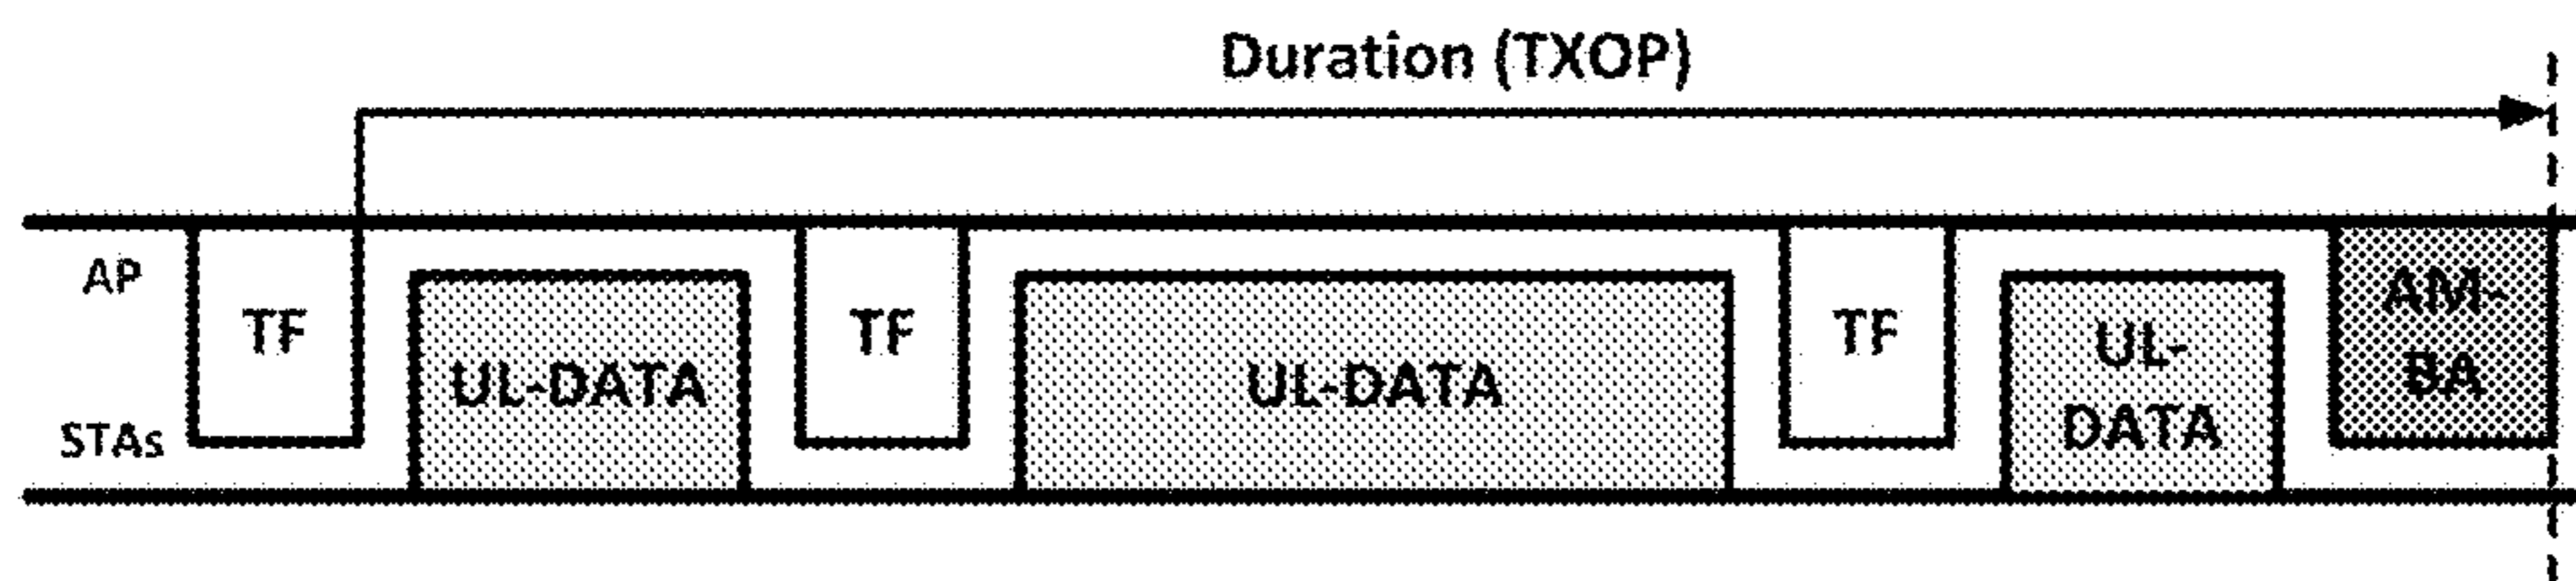 Duration (TXOP)
AP
STAs
TF
UL-DATA
TF
UL-DATA
TF
UL-
DATA
AM-
BA